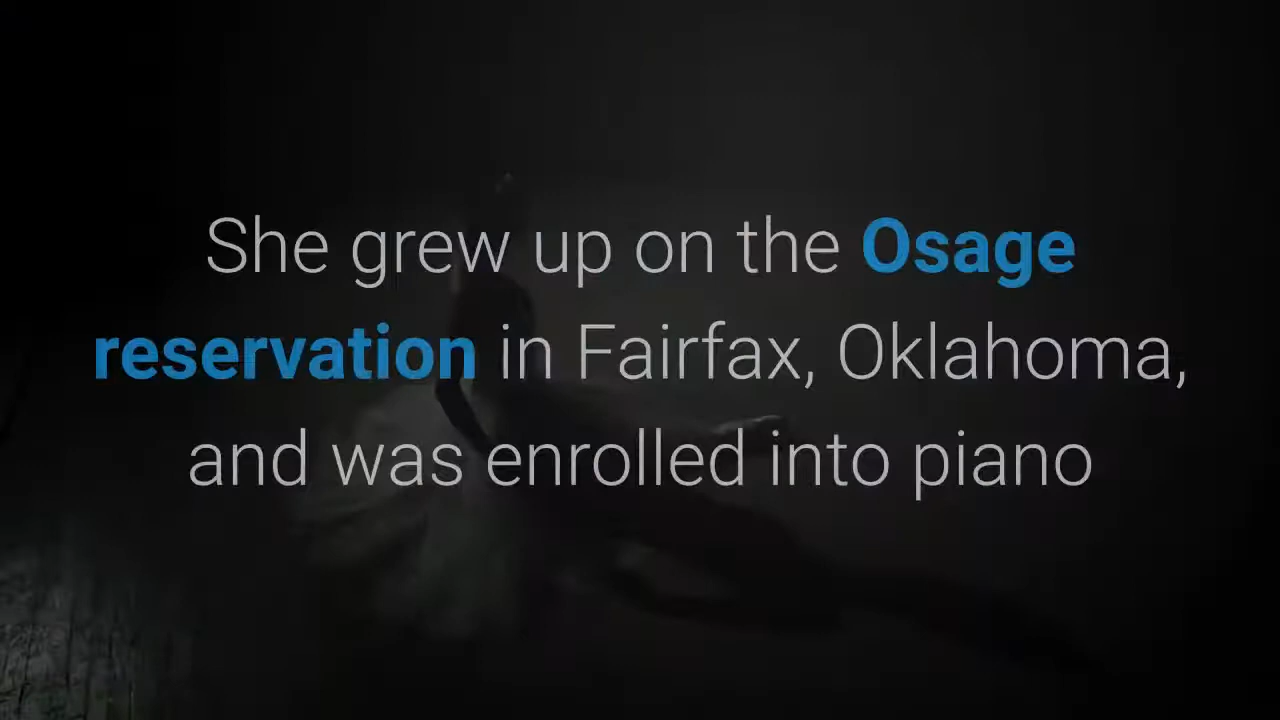 She grew up on the Osage
reservation in Fairfax, Oklahoma,
and was enrolled into piano